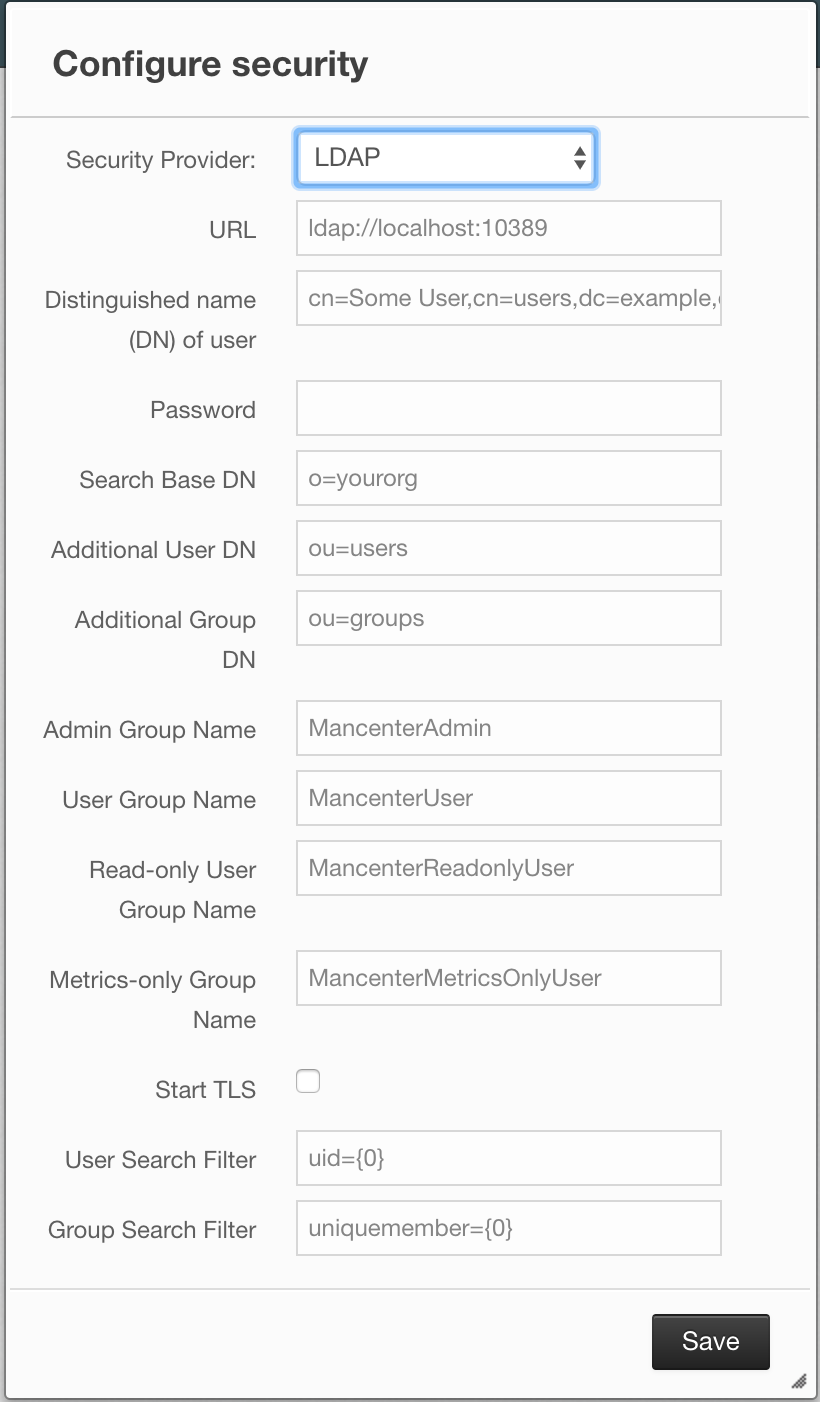 Configure security
Security Provider: LDAP
URL ldap://localhost:10389
Distinguished name cn=Some User,cn=users,dc=example,
(DN) of user
Password
Search Base DN o=yourorg
Additional User DN ou=users
Additional Group ou=groups
DN
Admin Group Name MancenterAdmin
User Group Name MancenterUser
Read-only User MancenterReadonlyUser
Group Name
Metrics-only Group MancenterMetricsOnlyUser
Name
Start TLS
User Search Filter uid={0}
Group Search Filter uniquemember={0}
Save